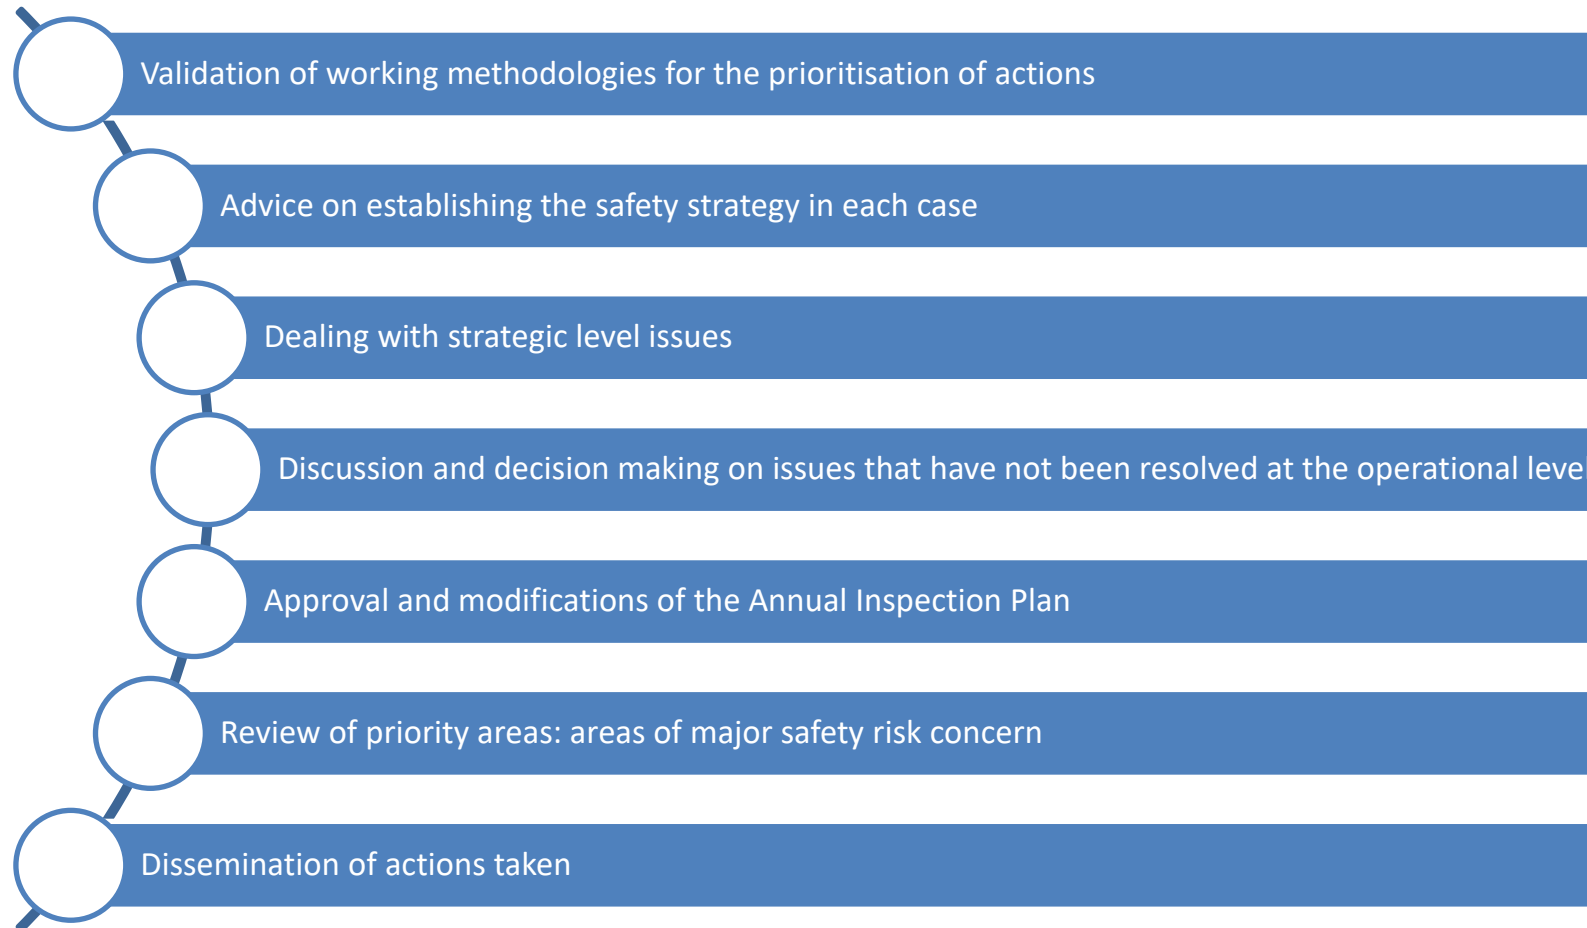 Validation of working methodologies for the prioritisation of actions
Advice on establishing the safety strategy in each case
Dealing with strategic level issues
Discussion and decision making on issues that have not been resolved at the operational level
Approval and modifications of the Annual Inspection Plan
Review of priority areas: areas of major safety risk concern
Dissemination of actions taken